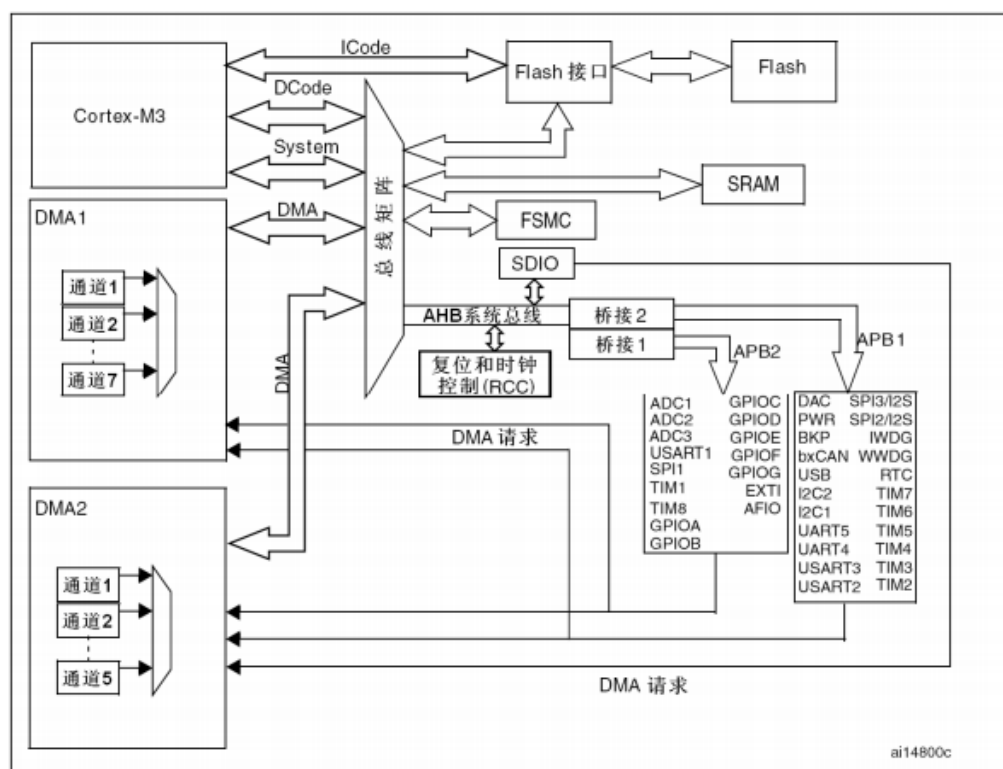 ICode
Flash 接口
Flash
Cortex-M3
DCode
System
DMA
总线矩阵
SRAM
FSMC
SDIO
DMA1
通道1
通道2
通道7
DMA
AHB系统总线
桥接2
桥接1
复位和时钟
控制(RCC)
APB2
APB1
ADC1 GPIOC
ADC2 GPIOD
ADC3 GPIOE
USART1 GPIOF
SPI1 GPIOG
TIM1 EXTI
TIM8 AFIO
GPIOA
GPIOB
DAC SPI3/I2S
PWR SPI2/I2S
BKP IWDG
bxCAN WWDG
USB RTC
I2C2 TIM7
I2C1 TIM6
UART5 TIM5
UART4 TIM4
USART3 TIM3
USART2 TIM2
DMA 请求
DMA2
通道1
通道2
通道5
DMA 请求
ai14800c